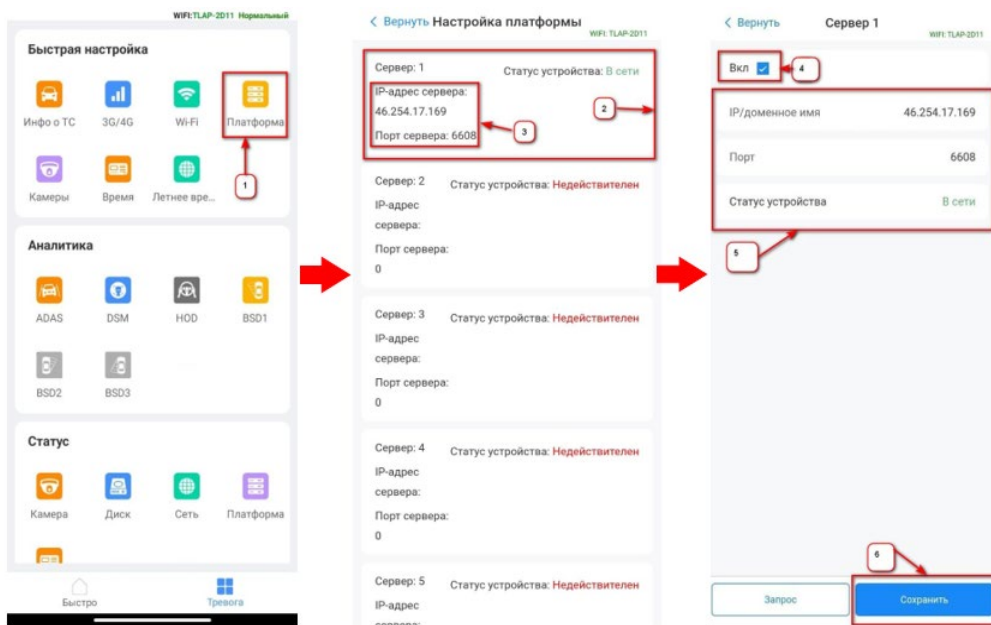 WIFI:TLAP-2D11 Нормальный
Быстрая настройка
Инфо о ТС
3G/4G
Wi-Fi
Платформа
1
Камеры
Время
Летнее вре...
Аналитика
ADAS
DSM
HOD
BSD1
BSD2
BSD3
Статус
Камера
Диск
Сеть
Платформа
Быстро
Тревога
Вернуть Настройка платформы
WIFI: TLAP-2D11
Сервер: 1
Статус устройства: В сети
IP-адрес сервера:
46.254.17.169
2
Порт сервера: 6608
3
Сервер: 2
Статус устройства: Недействителен
IP-адрес
сервера:
Порт сервера:
0
Сервер: 3
Статус устройства: Недействителен
IP-адрес
сервера:
Порт сервера:
0
Сервер: 4
Статус устройства: Недействителен
IP-адрес
сервера:
Порт сервера:
0
Сервер: 5
Статус устройства: Недействителен
IP-адрес
сервера:
Вернуть
Сервер 1
WIFI: TLAP-2D11
Вкл
4
IP/доменное имя
46.254.17.169
Порт
6608
Статус устройства
В сети
5
6
Запрос
Сохранить